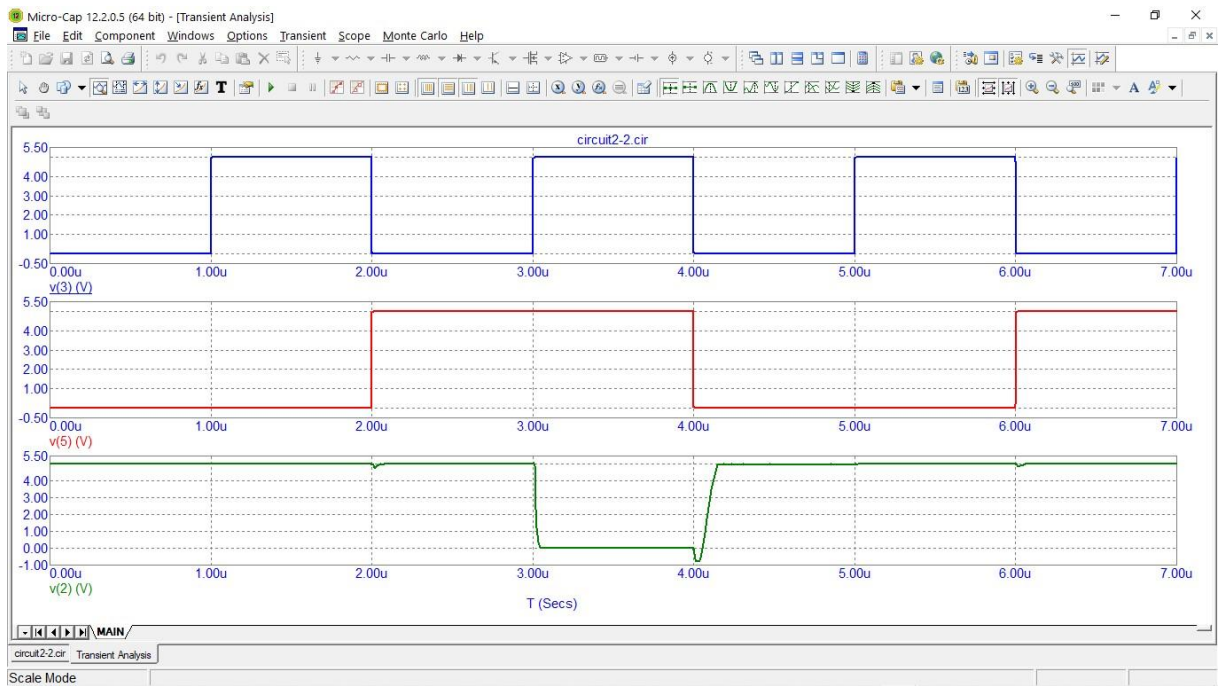 Micro-Cap 12.2.0.5 (64 bit) - [Transient Analysis]
File Edit Component Windows Options Transient Scope Monte Carlo Help
circuit2-2.cir
5.50
4.00
3.00
2.00
1.00
-0.50
0.00u 1.00u 2.00u 3.00u 4.00u 5.00u 6.00u 7.00u
v(3) (V)
5.50
4.00
3.00
2.00
1.00
-0.50
0.00u 1.00u 2.00u 3.00u 4.00u 5.00u 6.00u 7.00u
v(5) (V)
5.50
4.00
3.00
2.00
1.00
0.00
-1.00
0.00u 1.00u 2.00u 3.00u 4.00u 5.00u 6.00u 7.00u
v(2) (V)
T (Secs)
MAIN
circuit2-2.cir Transient Analysis
Scale Mode